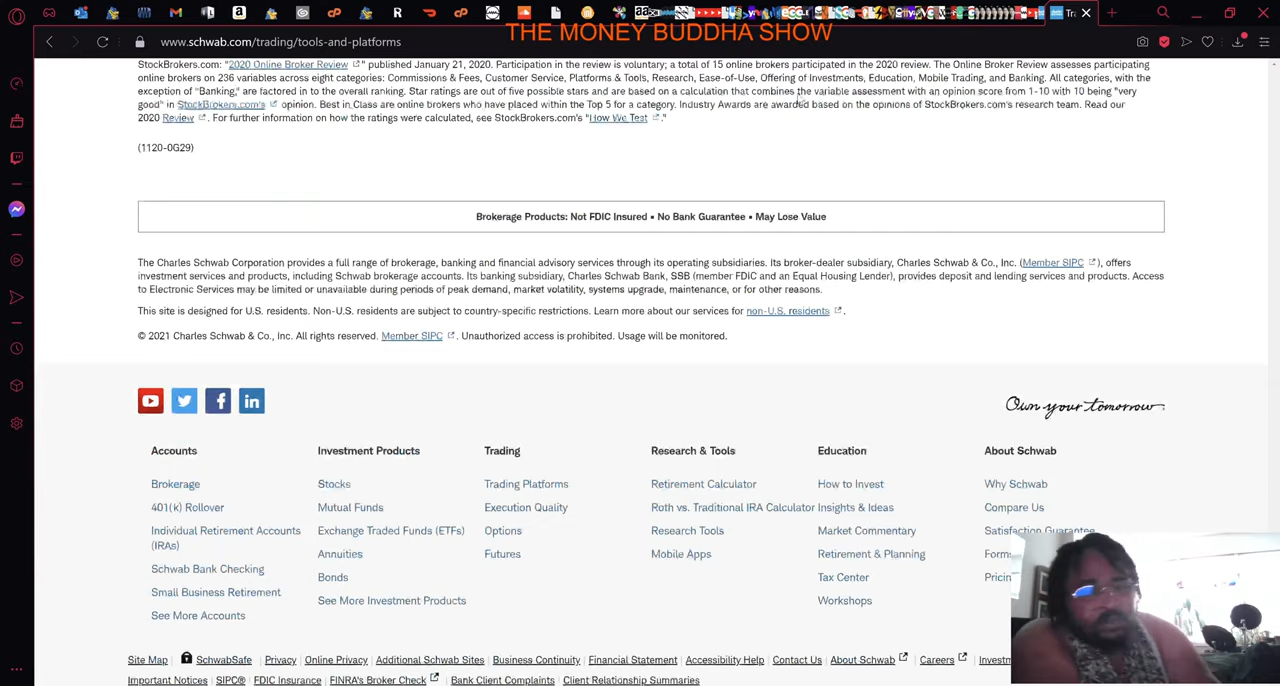 THE MONEY BUDDHA SHOW
www.schwab.com/trading/tools-and-platforms
StockBrokers.com: "2020 Online Broker Review" published January 21, 2020. Participation in the review is voluntary; a total of 15 online brokers participated in the 2020 review. The Online Broker Review assesses participating
online brokers on 236 variables across eight categories: Commissions & Fees, Customer Service, Platforms & Tools, Research, Ease-of-Use, Offering of Investments, Education, Mobile Trading, and Banking. All categories, with the
exception of "Banking," are factored in to the overall ranking. Star ratings are out of five possible stars and are based on a calculation that combines the variable assessment with an opinion score from 1-10 with 10 being "very
good" in StockBrokers.com's opinion. Best in Class are online brokers who have placed within the Top 5 for a category. Industry Awards are awards based on the opinions of StockBrokers.com's research team. Read our
2020 Review. For further information on how the ratings were calculated, see StockBrokers.com's "How We Test."
(1120-0G29)
Brokerage Products: Not FDIC Insured • No Bank Guarantee • May Lose Value
The Charles Schwab Corporation provides a full range of brokerage, banking and financial advisory services through its operating subsidiaries. Its broker-dealer subsidiary, Charles Schwab & Co., Inc. (Member SIPC), offers
investment services and products, including Schwab brokerage accounts. Its banking subsidiary, Charles Schwab Bank, SSB (member FDIC and an Equal Housing Lender), provides deposit and lending services and products. Access
to Electronic Services may be limited or unavailable during periods of peak demand, market volatility, systems upgrade, maintenance, or for other reasons.
This site is designed for U.S. residents. Non-U.S. residents are subject to country-specific restrictions. Learn more about our services for non-U.S. residents.
© 2021 Charles Schwab & Co., Inc. All rights reserved. Member SIPC. Unauthorized access is prohibited. Usage will be monitored.
Own your tomorrow.
Accounts Investment Products Trading Research & Tools Education About Schwab
Brokerage Stocks Trading Platforms Retirement Calculator How to Invest Why Schwab
401(k) Rollover Mutual Funds Execution Quality Roth vs. Traditional IRA Calculator Insights & Ideas Compare Us
Individual Retirement Accounts Exchange Traded Funds (ETFs) Options Research Tools Market Commentary Satisfaction Guarantee
(IRAs) Annuities Futures Mobile Apps Retirement & Planning
Schwab Bank Checking Bonds Tax Center
Small Business Retirement See More Investment Products Workshops
See More Accounts
Site Map SchwabSafe Privacy Online Privacy Additional Schwab Sites Business Continuity Financial Statement Accessibility Help Contact Us About Schwab Careers
Important Notices SIPC® FDIC Insurance FINRA's Broker Check Bank Client Complaints Client Relationship Summaries